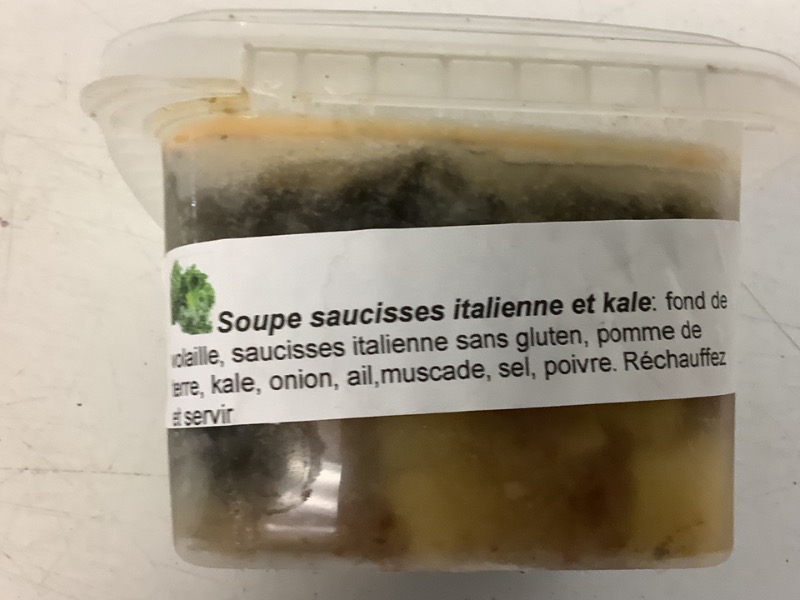 Soupe saucisses italienne et kale: fond de
volaille, saucisses italienne sans gluten, pomme de
terre, kale, onion, ail,muscade, sel, poivre. Réchauffez
et servir